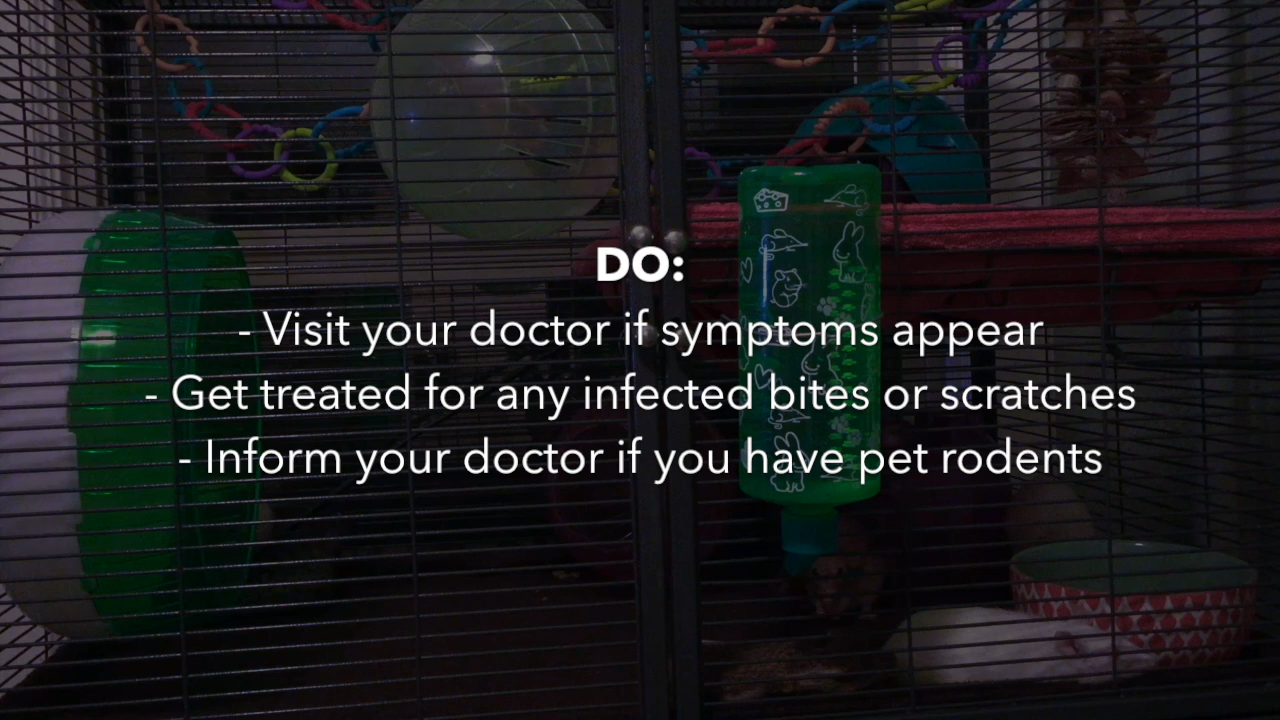 DO:
- Visit your doctor if symptoms appear
- Get treated for any infected bites or scratches
- Inform your doctor if you have pet rodents